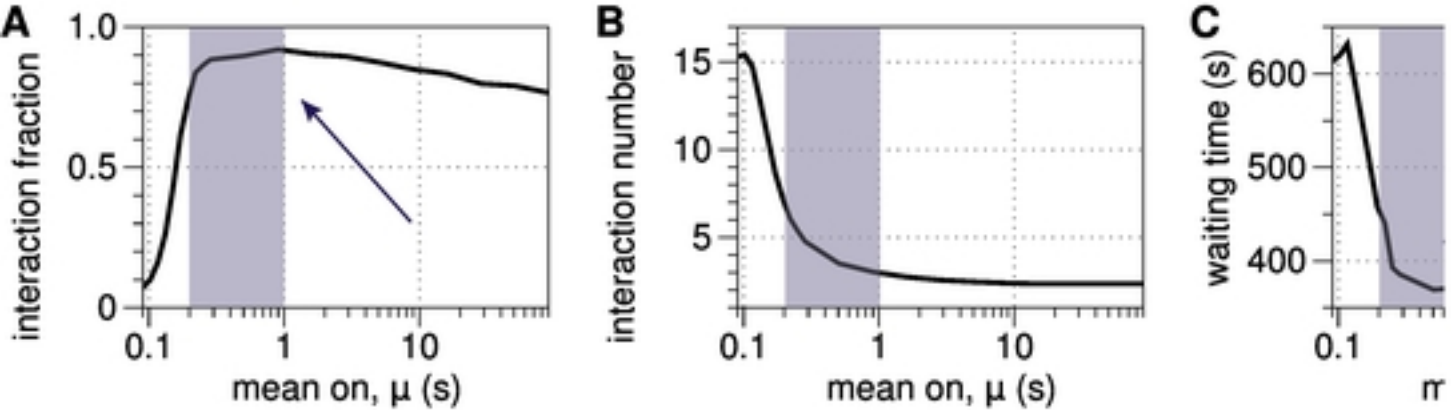 A
interaction fraction
1.0
0.5
0
0.1 1 10
mean on, µ (s)
B
interaction number
15
10
5
0.1 1 10
mean on, µ (s)
C
waiting time (s)
600
500
400
0.1